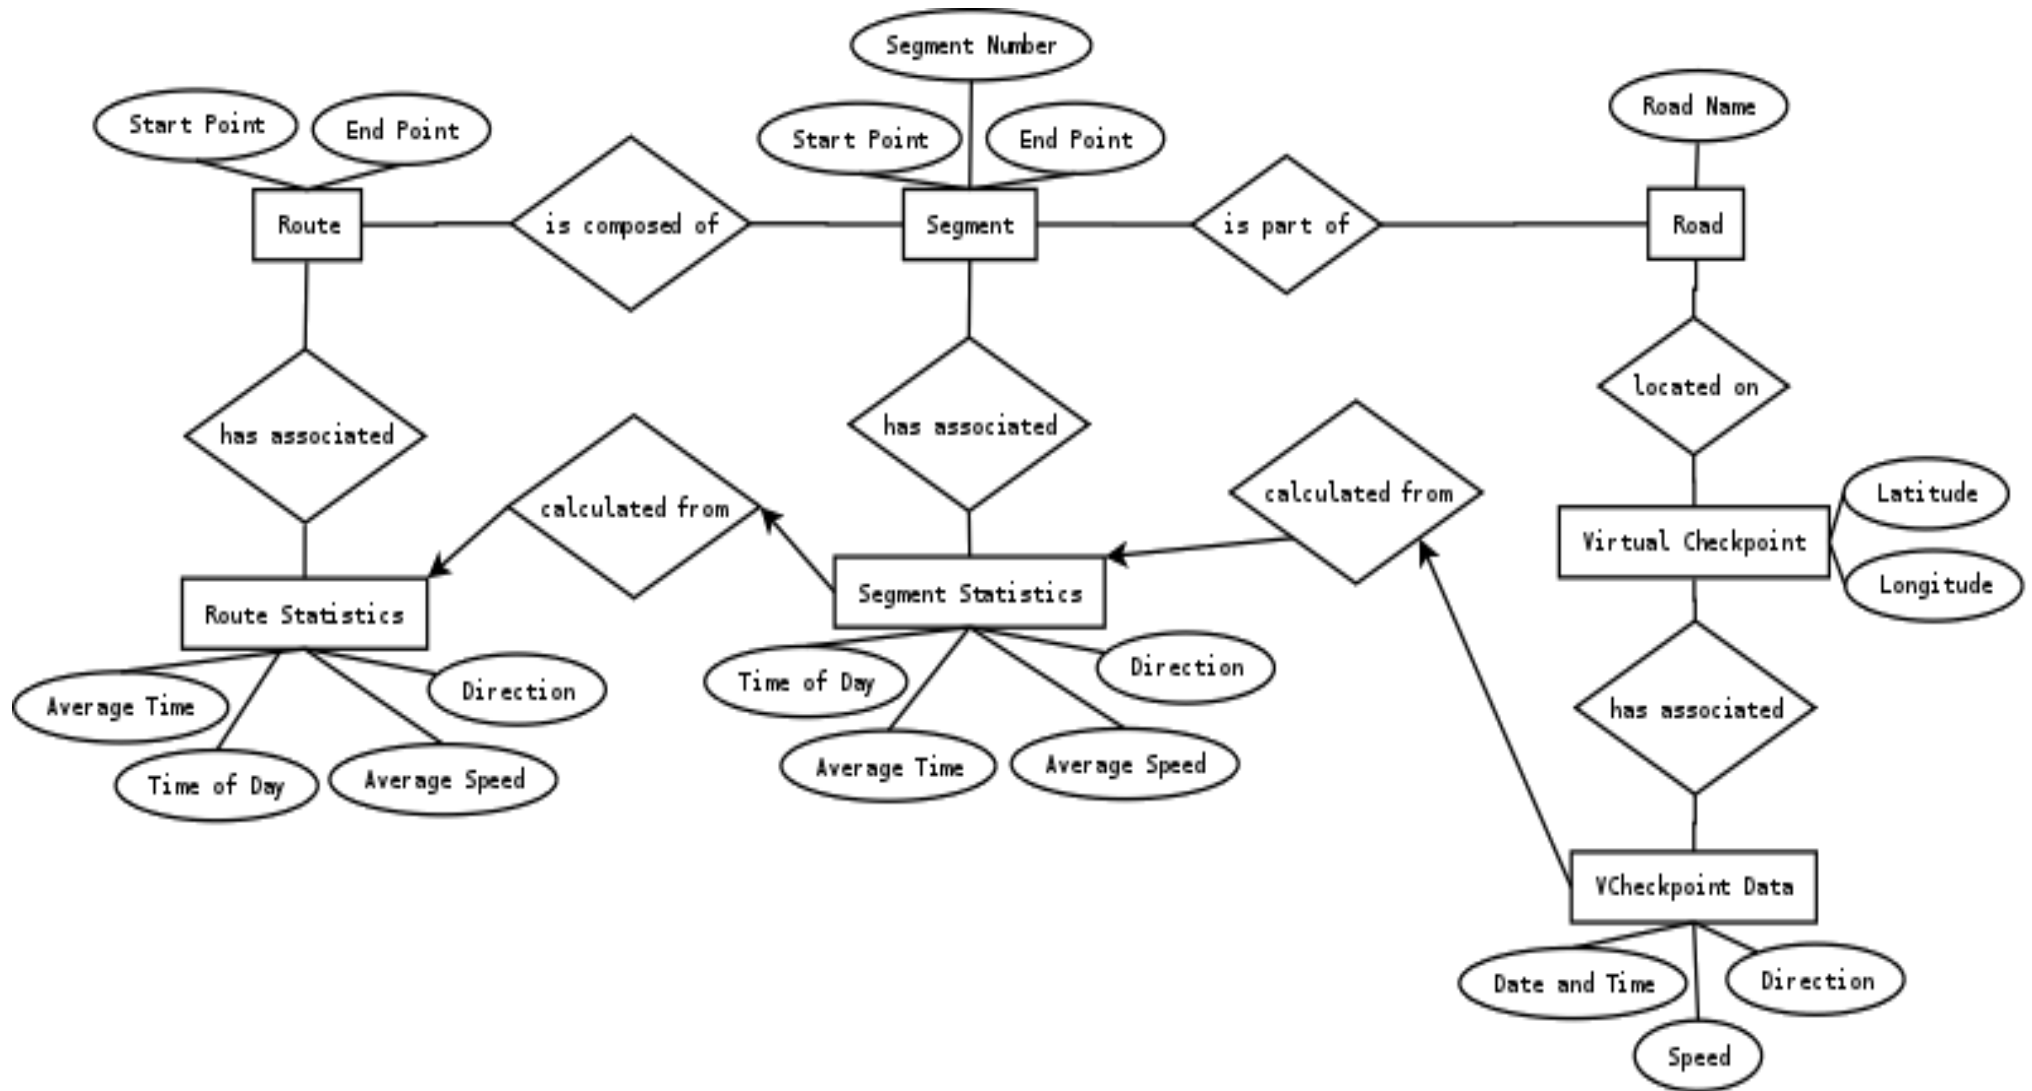 Segment Number
Road Name
Start Point
End Point
Start Point
End Point
Route
is composed of
Segment
is part of
Road
located on
has associated
has associated
calculated from
calculated from
Latitude
Virtual Checkpoint
Longitude
Route Statistics
Segment Statistics
Average Time
Direction
Time of Day
Average Speed
Time of Day
Direction
Average Time
Average Speed
has associated
VCheckpoint Data
Date and Time
Direction
Speed